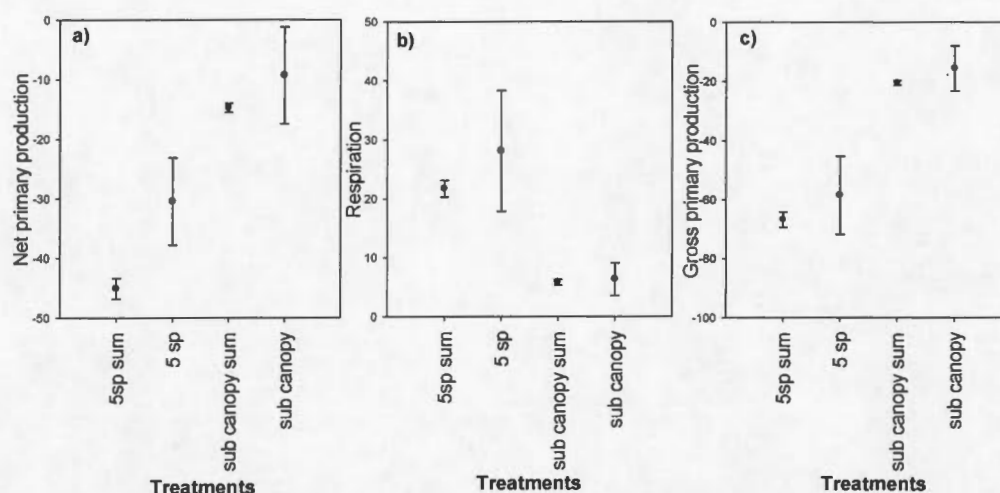 a)
Net primary production
0
-10
-20
-30
-40
-50
5sp sum
5 sp
sub canopy sum
sub canopy
Treatments
b)
Respiration
50
40
30
20
10
0
5sp sum
5 sp
sub canopy sum
sub canopy
Treatments
c)
Gross primary production
0
-20
-40
-60
-80
-100
5sp sum
5 sp
sub canopy sum
sub canopy
Treatments